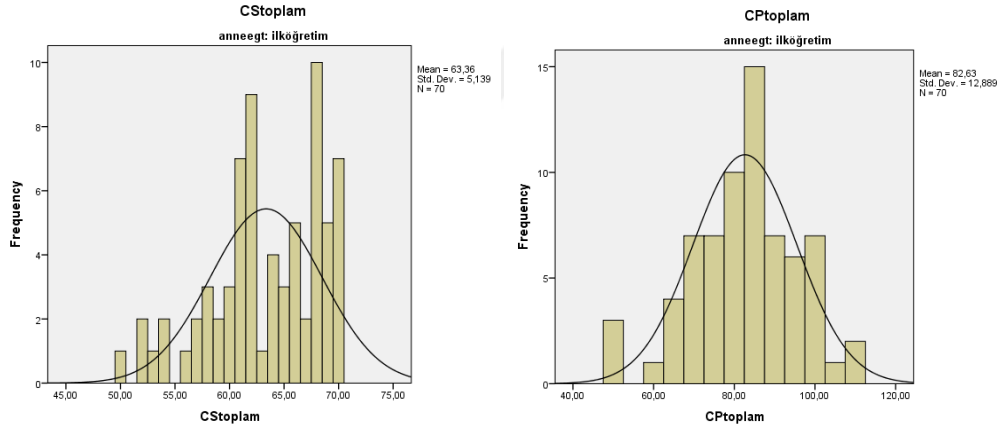 CStoplam
anneegt: ilköğretim
Mean = 63,36
Std. Dev. = 5,139
N = 70
10
8
6
4
2
0
Frequency
45,00 50,00 55,00 60,00 65,00 70,00 75,00
CStoplam
CPtoplam
anneegt: ilköğretim
Mean = 82,63
Std. Dev. = 12,889
N = 70
15
10
5
0
Frequency
40,00 60,00 80,00 100,00 120,00
CPtoplam